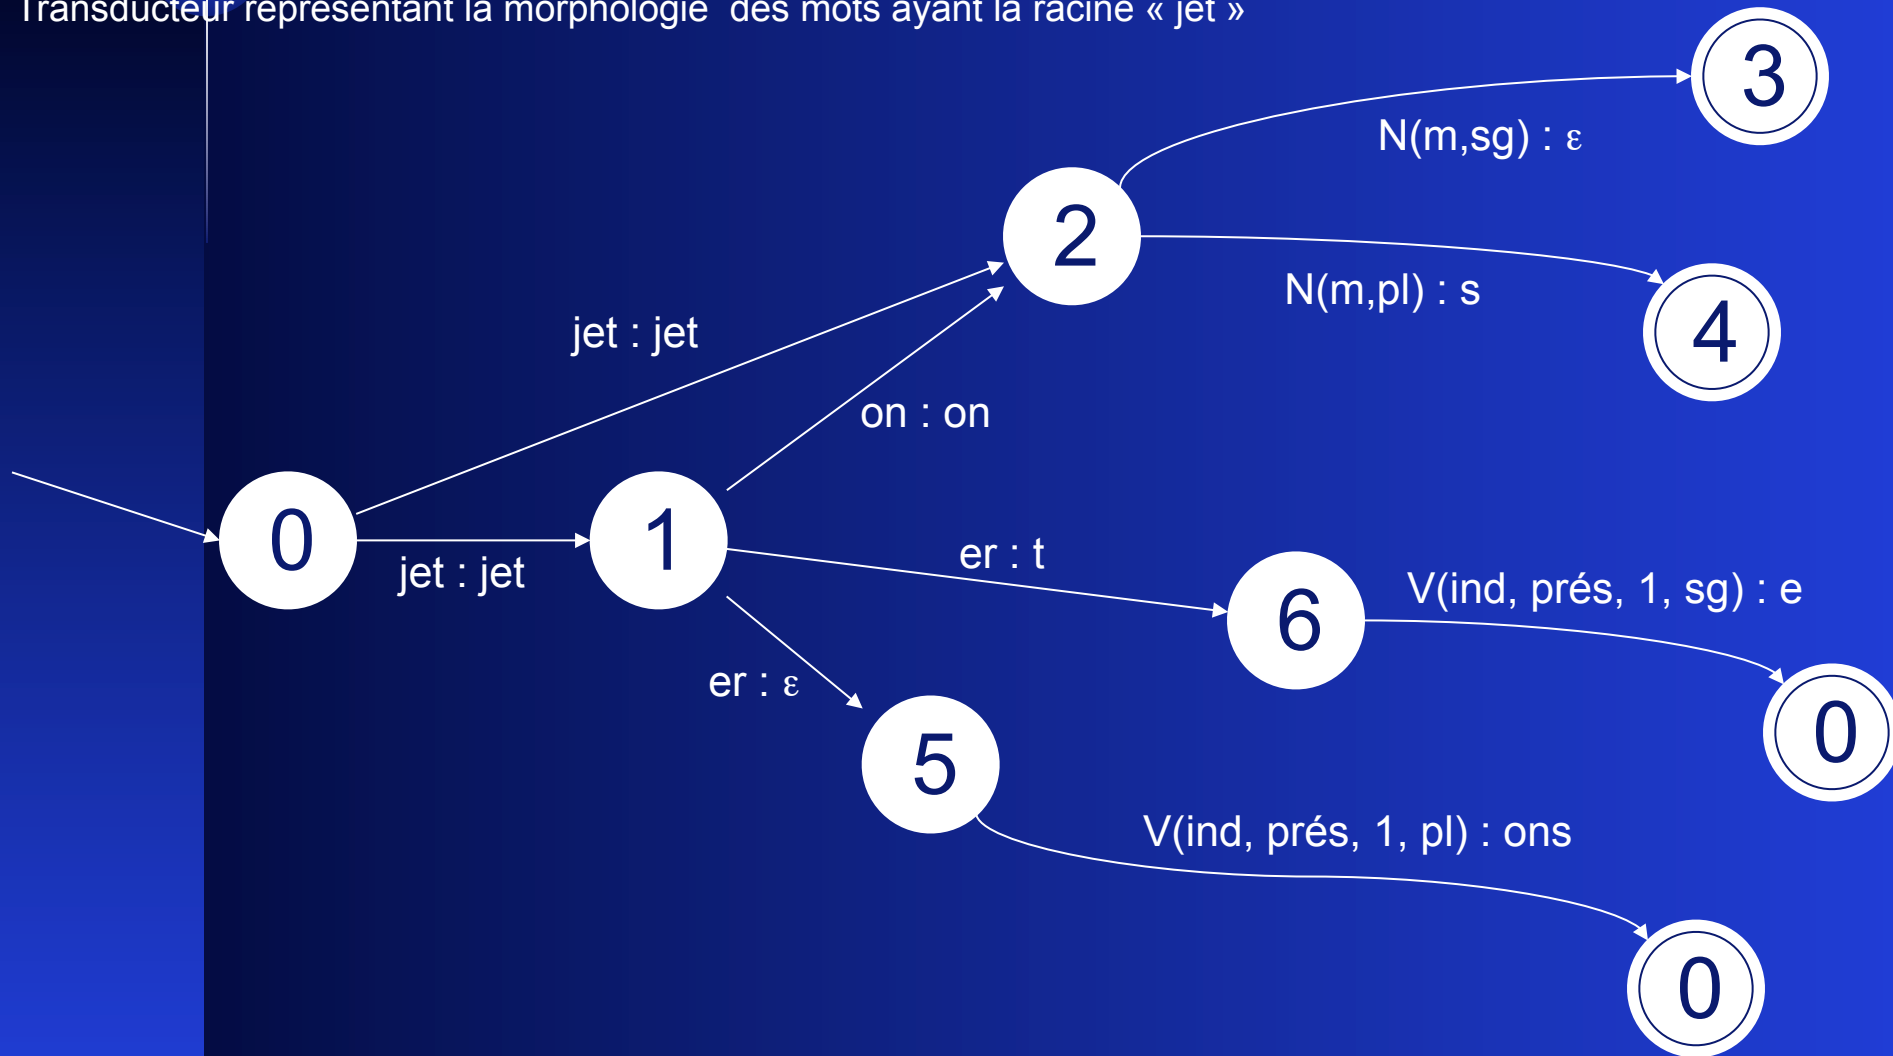 Transducteur représentant la morphologie des mots ayant la racine « jet »
3
N(m,sg) : ε
2
N(m,pl) : s
4
jet : jet
on : on
0
1
jet : jet
er : t
6
V(ind, prés, 1, sg) : e
er : ε
5
0
V(ind, prés, 1, pl) : ons
0